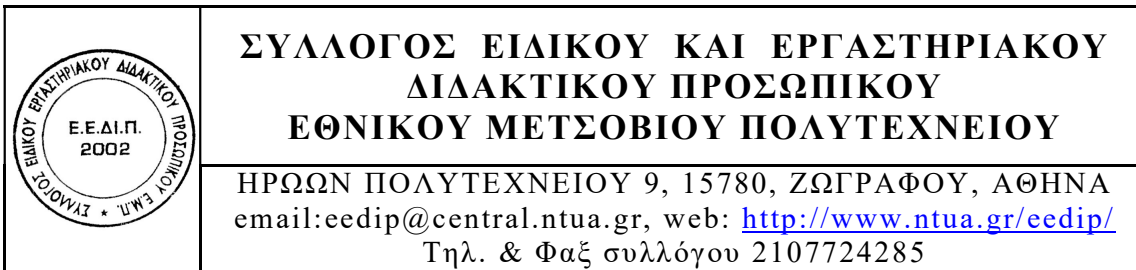 ΣΥΛΛΟΓΟΣ ΕΙΔΙΚΟΥ ΕΡΓΑΣΤΗΡΙΑΚΟΥ ΔΙΔΑΚΤΙΚΟΥ ΠΡΟΣΩΠΙΚΟΥ Ε.Μ.Π. *
Ε.Ε.ΔΙ.Π.
2002
ΣΥΛΛΟΓΟΣ ΕΙΔΙΚΟΥ ΚΑΙ ΕΡΓΑΣΤΗΡΙΑΚΟΥ
ΔΙΔΑΚΤΙΚΟΥ ΠΡΟΣΩΠΙΚΟΥ
ΕΘΝΙΚΟΥ ΜΕΤΣΟΒΙΟΥ ΠΟΛΥΤΕΧΝΕΙΟΥ
ΗΡΩΩΝ ΠΟΛΥΤΕΧΝΕΙΟΥ 9, 15780, ΖΩΓΡΑΦΟΥ, ΑΘΗΝΑ
email:eedip@central.ntua.gr, web: http://www.ntua.gr/eedip/
Τηλ. & Φαξ συλλόγου 2107724285